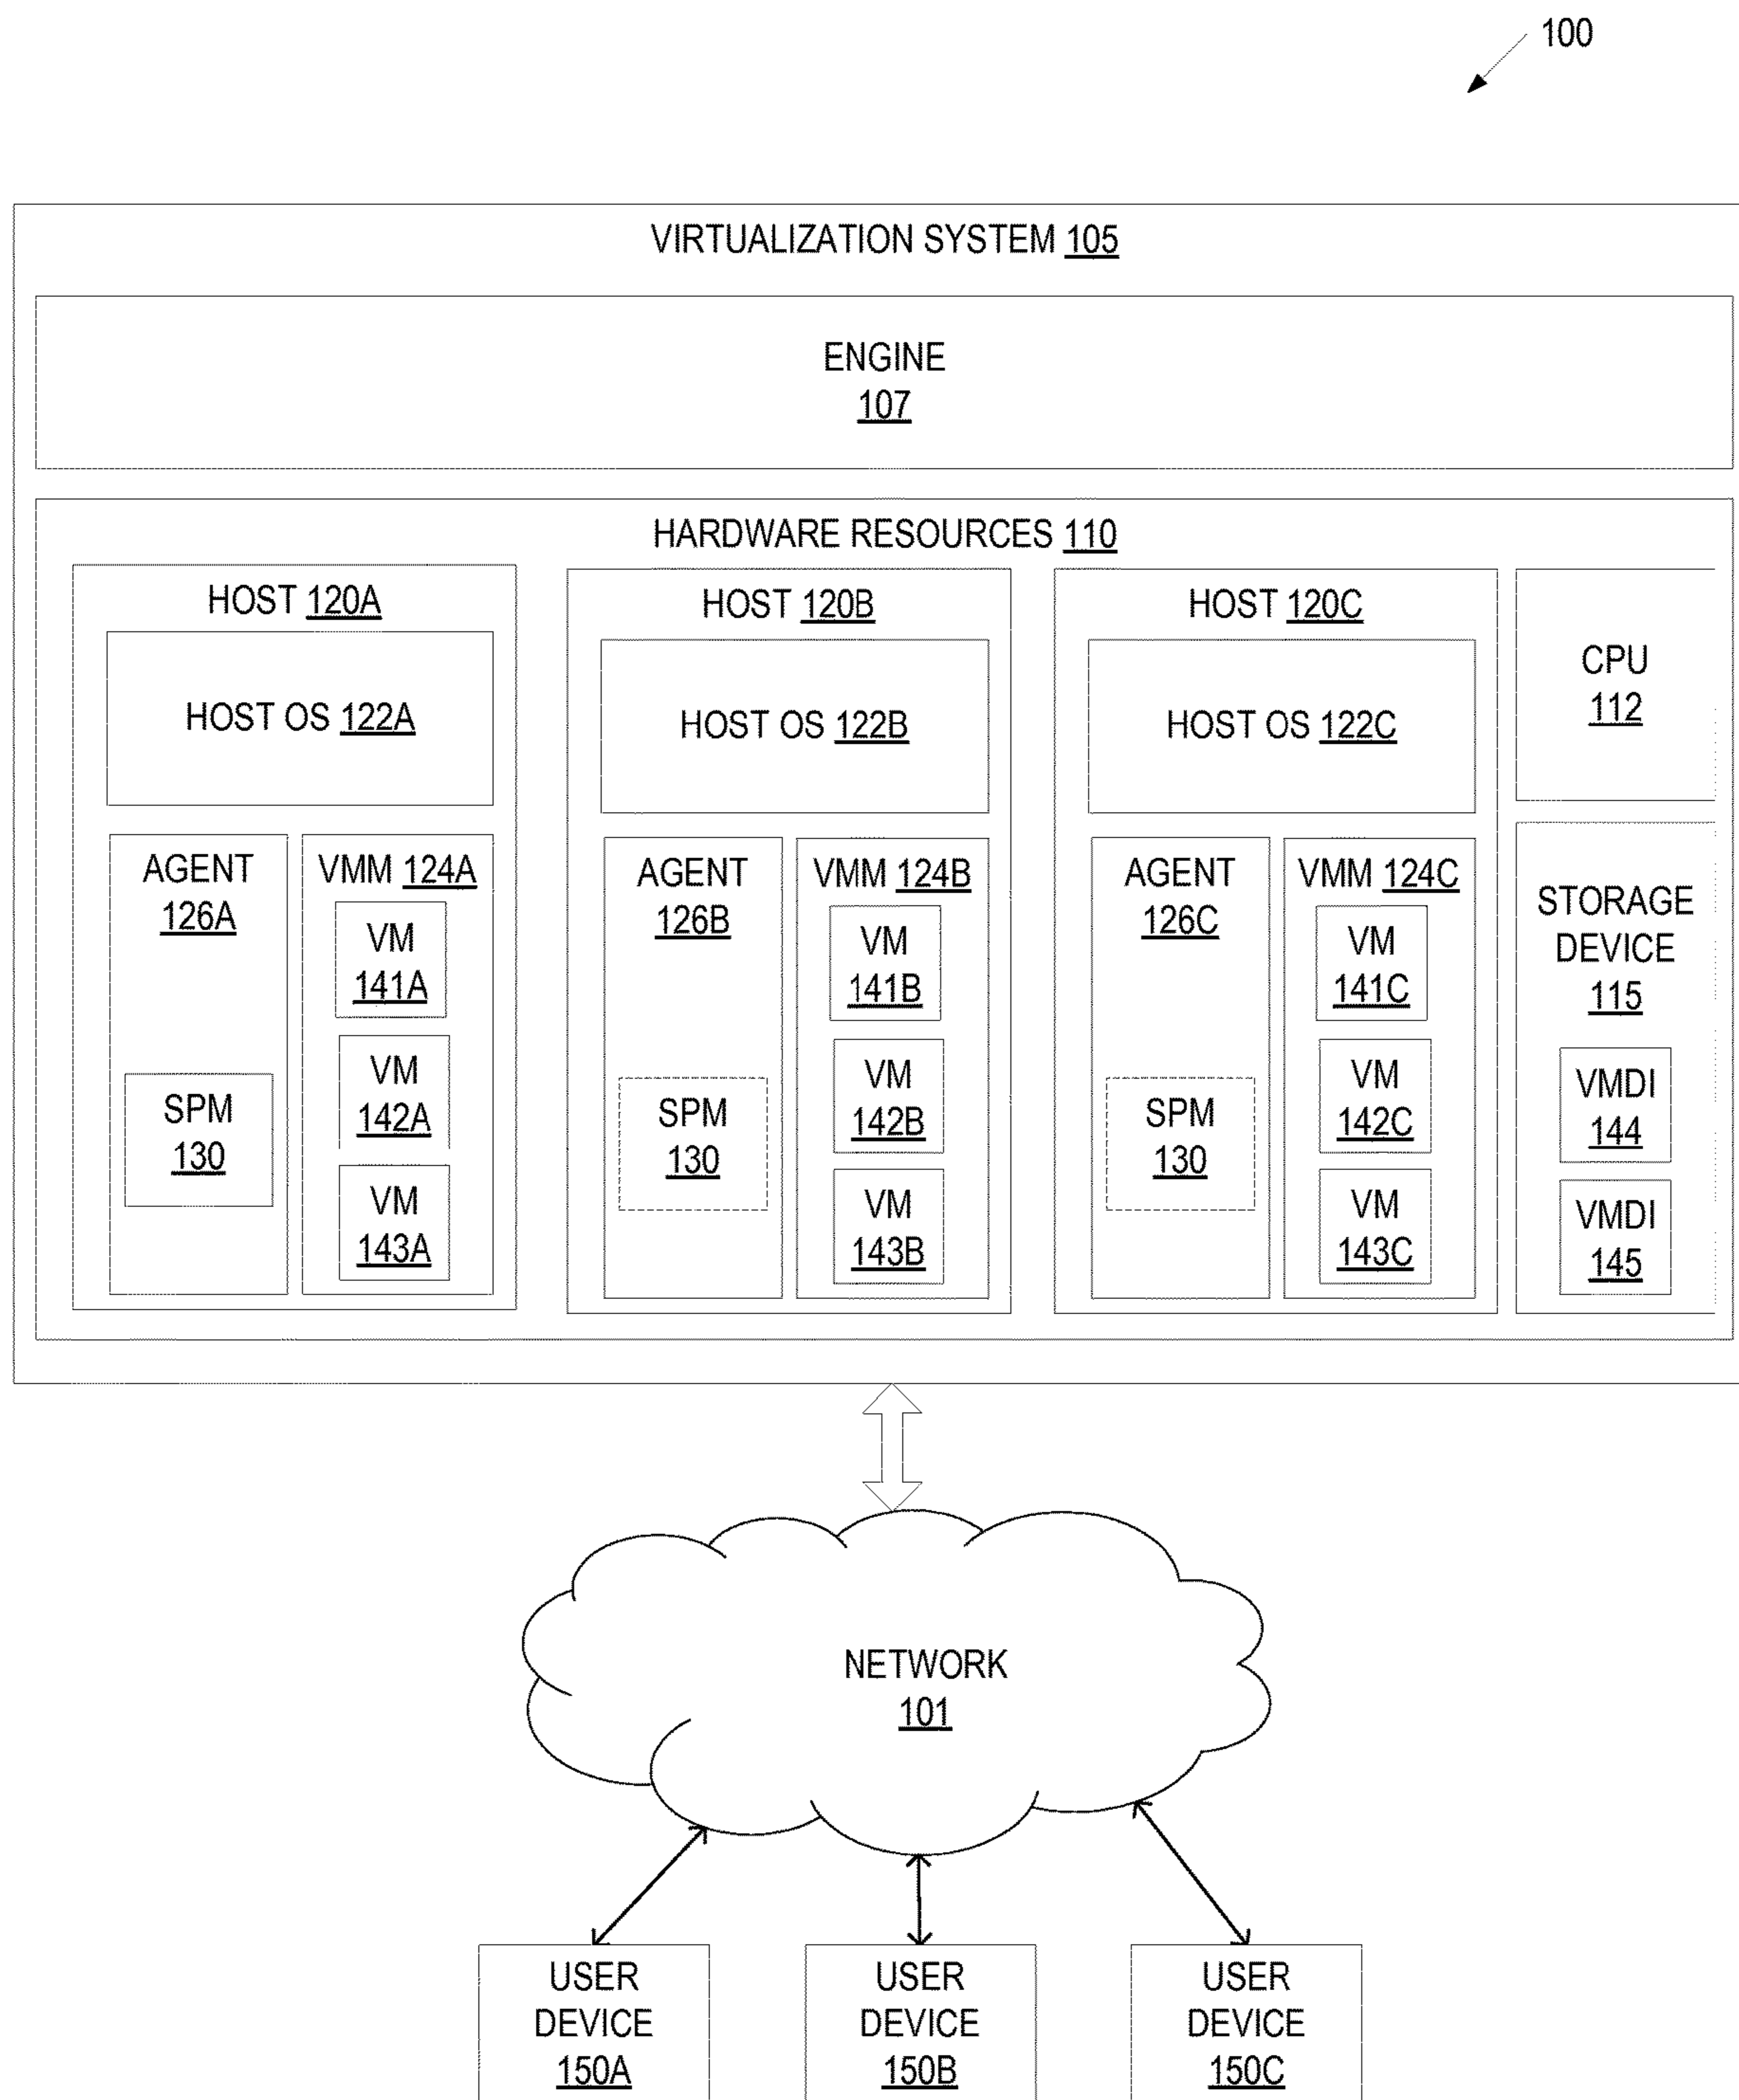 100
VIRTUALIZATION SYSTEM 105
ENGINE
107
HARDWARE RESOURCES 110
HOST 120A
HOST OS 122A
AGENT
126A
SPM
130
VMM 124A
VM
141A
VM
142A
VM
143A
HOST 120B
HOST OS 122B
AGENT
126B
SPM
130
VMM 124B
VM
141B
VM
142B
VM
143B
HOST 120C
HOST OS 122C
AGENT
126C
SPM
130
VMM 124C
VM
141C
VM
142C
VM
143C
CPU
112
STORAGE
DEVICE
115
VMDI
144
VMDI
145
NETWORK
101
USER
DEVICE
150A
USER
DEVICE
150B
USER
DEVICE
150C